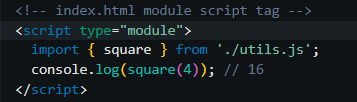 <!-- index.html module script tag -->
<script type="module">
  import { square } from './utils.js';
  console.log(square(4)); // 16
</script>